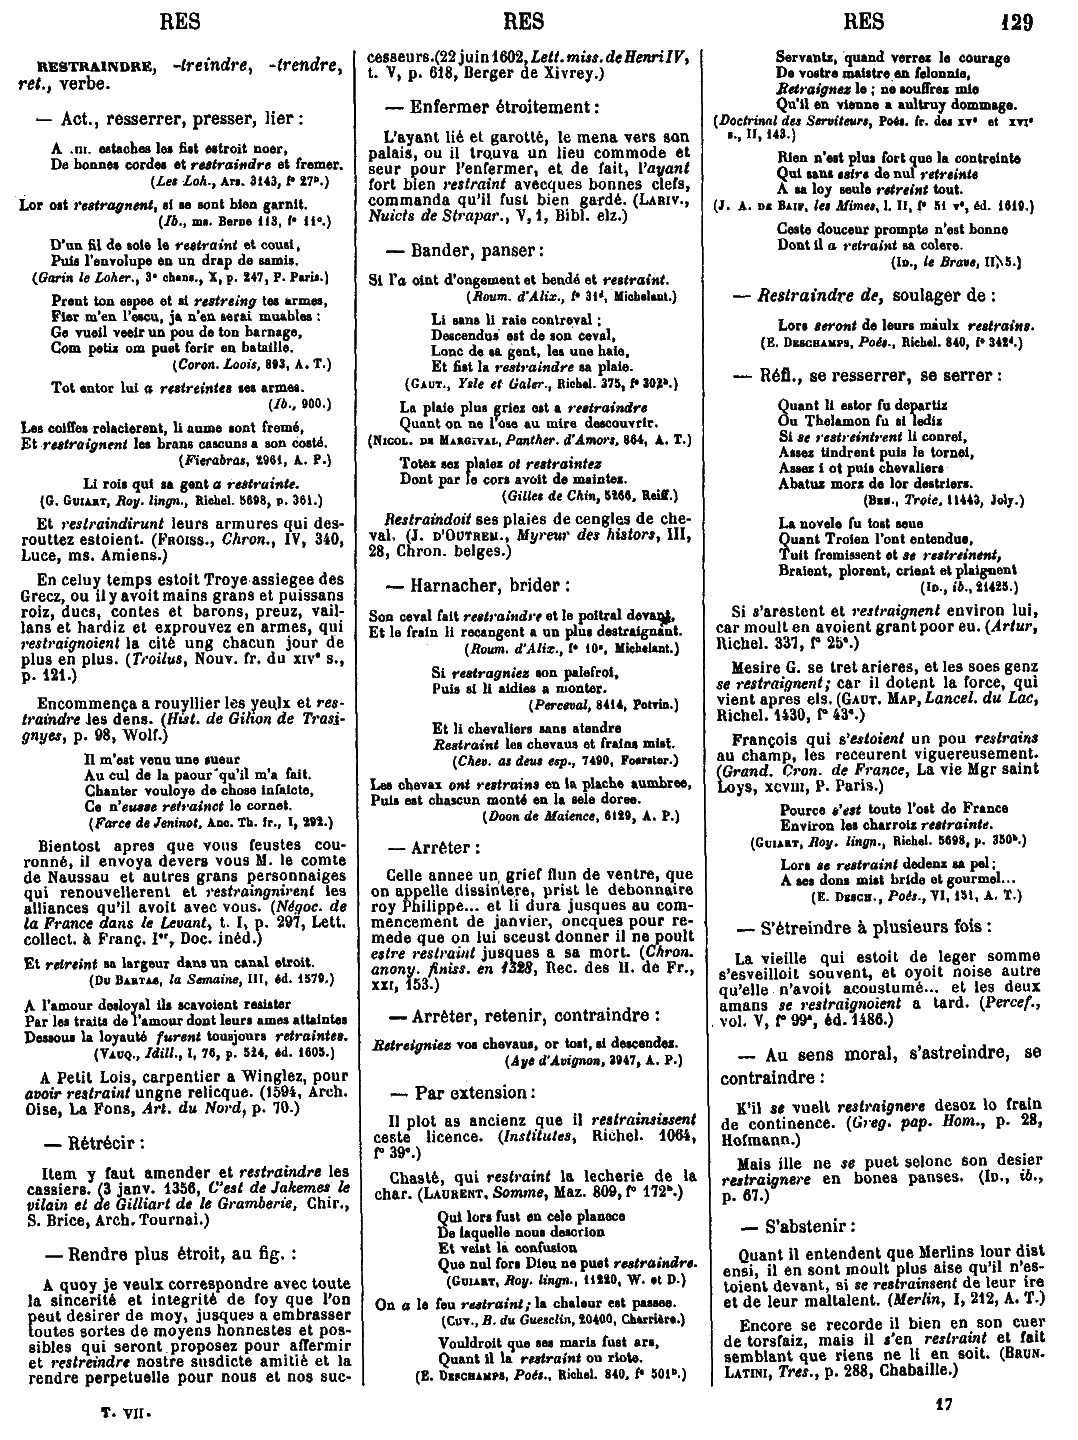 RES
RES
RES
129
RESTRAINDRE, -treindre, -trendre,
ret., verbe.
— Act., resserrer, presser, lier :
A .III. estaches les fist estroit noer,
De bonnes cordes et restraindre et fremer.
(Les Loh., Ars. 3143, f° 27ᵇ.)
Lor ost restragnent, si se sont bien garnit.
(Ib., ms. Berne 113, f° 11ᶜ.)
D'un fil de soie le restraint et cousi,
Puis l'envolupe en un drap de samis.
(Garin le Loher., 3ᵉ chans., X, p. 247, P. Paris.)
Prent ton espee et si restreing tes armes,
Fier m'en l'escu, ja n'en serai muables :
Ge vueil veeir un pou de ton barnage,
Com petiz om puet ferir en bataille.
(Coron. Loois, 893, A. T.)
Tot entor lui a restreintes ses armes.
(Ib., 900.)
Les coiffes relacierent, li aume sont fremé,
Et restraignent les brans cascuns a son costé.
(Fierabras, 2961, A. P.)
Li rois qui sa gent a restrainte.
(G. GUIART, Roy. lingn., Richel. 5698, p. 361.)
Et restraindirunt leurs armures qui des-
routtez estoient. (FROISS., Chron., IV, 340,
Luce, ms. Amiens.)
En celuy temps estoit Troye assiegee des
Grecz, ou il y avoit mains grans et puissans
roiz, ducs, contes et barons, preuz, vail-
lans et hardiz et esprouvez en armes, qui
restraignoient la cité ung chacun jour de
plus en plus. (Troilus, Nouv. fr. du XIVᵉ s.,
p. 121.)
Encommença a rouyllier les yeulx et res-
traindre les dens. (Hist. de Gilion de Trasi-
gnyes, p. 98, Wolf.)
Il m'est venu une sueur
Au cul de la paour qu'il m'a fait.
Chanter vouloye de chose infaicte,
Ce n'eusse retrainct le cornet.
(Farce de Jeninot, Anc. Th. fr., I, 292.)
Bientost apres que vous feustes cou-
ronné, il envoya devers vous M. le comte
de Naussau et autres grans personnaiges
qui renouvellerent et restraingnirent les
alliances qu'il avoit avec vous. (Négoc. de
la France dans le Levant, t. I, p. 297, Lett.
collect. à Franç. Iᵉʳ, Doc. inéd.)
Et retreint sa largeur dans un canal etroit.
(DU BARTAS, la Semaine, III, éd. 1579.)
A l'amour desloyal ils scavoient resister
Par les traits de l'amour dont leurs ames attaintes
Dessous la loyauté furent tousjours retraintes.
(VAUQ., Idill., I, 76, p. 524, éd. 1605.)
A Petit Lois, carpentier a Winglez, pour
avoir restraint ungne relicque. (1594, Arch.
Oise, La Fons, Art. du Nord, p. 70.)
— Rétrécir :
Item y faut amender et restraindre les
cassiers. (3 janv. 1356, C'est de Jakemes le
vilain et de Gilliart de le Gramberie, Chir.,
S. Brice, Arch. Tournai.)
— Rendre plus étroit, au fig. :
A quoy je veulx correspondre avec toute
la sincerité et integrité de foy que l'on
peut desirer de moy, jusques a embrasser
toutes sortes de moyens honnestes et pos-
sibles qui seront proposez pour affermir
et restreindre nostre susdicte amitié et la
rendre perpetuelle pour nous et nos suc-
T. VII.
cesseurs. (22 juin 1602, Lett. miss. de Henri IV,
t. V, p. 618, Berger de Xivrey.)
— Enfermer étroitement :
L'ayant lié et garotté, le mena vers son
palais, ou il trouva un lieu commode et
seur pour l'enfermer, et de fait, l'ayant
fort bien restraint avecques bonnes clefs,
commanda qu'il fust bien gardé. (LARIV.,
Nuicts de Strapar., V, 1, Bibl. elz.)
— Bander, panser :
Si l'a oint d'ongement et bendé et restraint.
(Roum. d'Alix., f° 31ᵈ, Michelant.)
Li sans li raie contreval ;
Descendus est de son ceval,
Lonc de sa gent, les une haie,
Et fist la restraindre sa plaie.
(GAUT., Ysle et Galer., Richel. 375, f° 302ᵇ.)
La plaie plus griez est a restraindre
Quant on ne l'ose au mire descouvrir.
(NICOL. DE MARGIVAL, Panther. d'Amors, 864, A. T.)
Totez sez plaiez ot restraintez
Dont par le cors avoit de maintez.
(Gilles de Chin, 5266, Reiff.)
Restraindoit ses plaies de cengles de che-
val. (J. D'OUTREM., Myreur des histors, III,
28, Chron. belges.)
— Harnacher, brider :
Son ceval fait restraindre et le poitral devant,
Et le frain li recangent a un plus destraignant.
(Roum. d'Alix., f° 10ᵃ, Michelant.)
Si restragniez son palefroi,
Puis si li aidies a monter.
(Perceval, 8414, Potvin.)
Et li chevaliers sans atendre
Restraint les chevaus et frains mist.
(Chev. as deus esp., 7490, Foerster.)
Les chevax ont restrains en la plache aumbree,
Puis est chascun monté en la sele doree.
(Doon de Maience, 6129, A. P.)
— Arrêter :
Celle annee un grief flun de ventre, que
on appelle dissintere, prist le debonnaire
roy Philippe... et li dura jusques au com-
mencement de janvier, oncques pour re-
mede que on lui sceust donner il ne poult
estre restraint jusques a sa mort. (Chron.
anony. finiss. en 1328, Rec. des H. de Fr.,
XXI, 153.)
— Arrêter, retenir, contraindre :
Retreigniez vos chevaus, or tost, si descendez.
(Aye d'Avignon, 3947, A. P.)
— Par extension :
Il plot as ancienz que il restrainsissent
ceste licence. (Institutes, Richel. 1064,
f° 39ᶜ.)
Chasté, qui restraint la lecherie de la
char. (LAURENT, Somme, Maz. 809, f° 172ᵇ.)
Qui lors fust en cele planece
De laquelle nous descrion
Et veist la confusion
Que nul fors Dieu ne puet restraindre.
(GUIART, Roy. lingn., 11220, W. et D.)
On a le feu restraint; la chaleur est passee.
(CUV., B. du Guesclin, 20400, Charrière.)
Vouldroit que ses maris fust ars,
Quant il la restraint ou riote.
(E. DESCHAMPS, Poés., Richel. 840, f° 501ᵇ.)
Servantz, quand verrez le courage
De vostre maistre en felonnie,
Retraignez le ; ne souffrez mie
Qu'il en vienne a aultruy dommage.
(Doctrinal des Serviteurs, Poés. fr. des XVᵉ et XVIᵉ
s., II, 143.)
Rien n'est plus fort que la contreinte
Qui sans estre de nul retreinte
A sa loy seule retreint tout.
(J. A. DE BAIF, les Mimes, l. II, f° 51 v°, éd. 1619.)
Ceste douceur prompte n'est bonne
Dont il a retraint sa colere.
(ID., le Brave, II, 5.)
— Restraindre de, soulager de :
Lors seront de leurs maulx restrains.
(E. DESCHAMPS, Poés., Richel. 840, f° 342ᵈ.)
— Réfl., se resserrer, se serrer :
Quant li estor fu departiz
Ou Thelamon fu si lediz
Si se restreintrent li conrei,
Assez tindrent puis le tornei,
Assez i ot puis chevaliers
Abatuz morz de lor destriers.
(BEN., Troie, 11443, Joly.)
La novele fu tost seue
Quant Troien l'ont entendue,
Tuit fremissent et se restreinent,
Braient, plorent, crient et plaignent
(ID., ib., 21425.)
Si s'arestent et restraignent environ lui,
car moult en avoient grant poor eu. (Artur,
Richel. 337, f° 25ᵃ.)
Mesire G. se tret arieres, et les soes genz
se restraignent; car il dotent la force, qui
vient apres els. (GAUT. MAP, Lancel. du Lac,
Richel. 1430, f° 43ᵃ.)
François qui s'estoient un pou restrains
au champ, les receurent viguereusement.
(Grand. Cron. de France, La vie Mgr saint
Loys, XCVIII, P. Paris.)
Pource s'est toute l'ost de France
Environ les charroiz restrainte.
(GUIART, Roy. lingn., Richel. 5698, p. 350ᵇ.)
Lors se restraint dedenz sa pel ;
A ses dons mist bride et gourmel...
(E. DESCH., Poés., VI, 151, A. T.)
— S'étreindre à plusieurs fois :
La vieille qui estoit de leger somme
s'esveilloit souvent, et oyoit noise autre
qu'elle n'avoit acoustumé... et les deux
amans se restraignoient a tard. (Percef.,
vol. V, f° 99ᵃ, éd. 1486.)
— Au sens moral, s'astreindre, se
contraindre :
K'il se vuelt restraignere desoz lo frain
de continence. (Greg. pap. Hom., p. 28,
Hofmann.)
Mais ille ne se puet selonc son desier
restraignere en bones panses. (ID., ib.,
p. 67.)
— S'abstenir :
Quant il entendent que Merlins lour dist
ensi, il en sont moult plus aise qu'il n'es-
toient devant, si se restrainsent de leur ire
et de leur maltalent. (Merlin, I, 212, A. T.)
Encore se recorde il bien en son cuer
de torsfaiz, mais il s'en restraint et fait
semblant que riens ne li en soit. (BRUN.
LATINI, Tres., p. 288, Chabaille.)
17